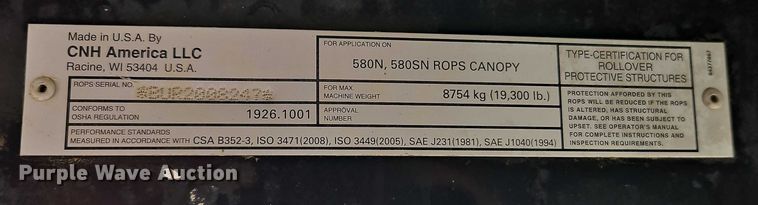 Made in U.S.A. By
CNH America LLC
Racine, WI 53404 U.S.A.
ROPS SERIAL NO.
CONFORMS TO
OSHA REGULATION
1926.1001
PERFORMANCE STANDARDS
MEASURED IN ACCORDANCE WITH CSA B352-3, ISO 3471(2008), ISO 3449(2005), SAE J231(1981), SAE J1040(1994)
FOR APPLICATION ON
580N, 580SN ROPS CANOPY
FOR MAX.
MACHINE WEIGHT
8754 kg (19,300 lb.)
APPROVAL
NUMBER
TYPE-CERTIFICATION FOR
ROLLOVER
PROTECTIVE STRUCTURES
PROTECTION AFFORDED BY THIS
ROPS WILL BE REDUCED IF THE ROPS
IS ALTERED, HAS STRUCTURAL
DAMAGE, OR HAS BEEN SUBJECT TO
UPSET. SEE OPERATOR'S MANUAL
FOR COMPLETE INSTRUCTIONS AND
INSPECTION REQUIREMENTS.
Purple Wave Auction